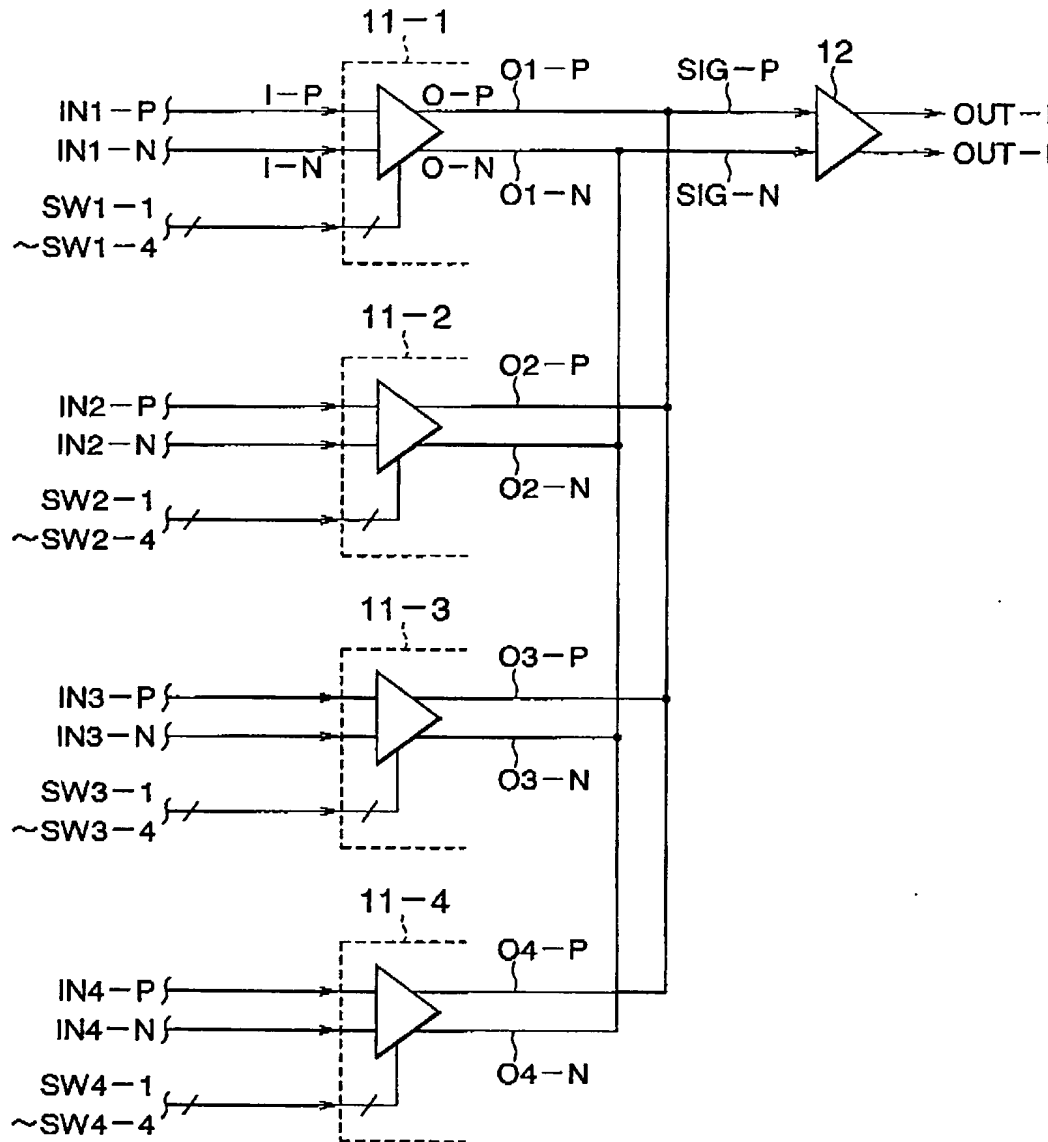 11-1
O1-P
SIG-P
12
IN1-P
I-P
O-P
OUT-
IN1-N
I-N
O-N
O1-N
SIG-N
OUT-
SW1-1
~SW1-4
11-2
O2-P
IN2-P
IN2-N
O2-N
SW2-1
~SW2-4
11-3
O3-P
IN3-P
IN3-N
O3-N
SW3-1
~SW3-4
11-4
O4-P
IN4-P
IN4-N
O4-N
SW4-1
~SW4-4